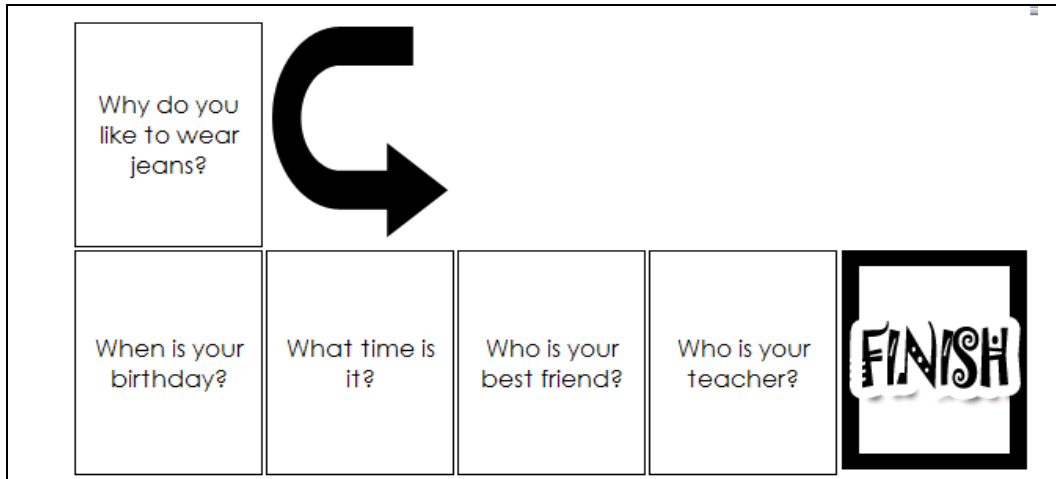 Why do you
like to wear
jeans?
When is your
birthday?
What time is
it?
Who is your
best friend?
Who is your
teacher?
FINISH